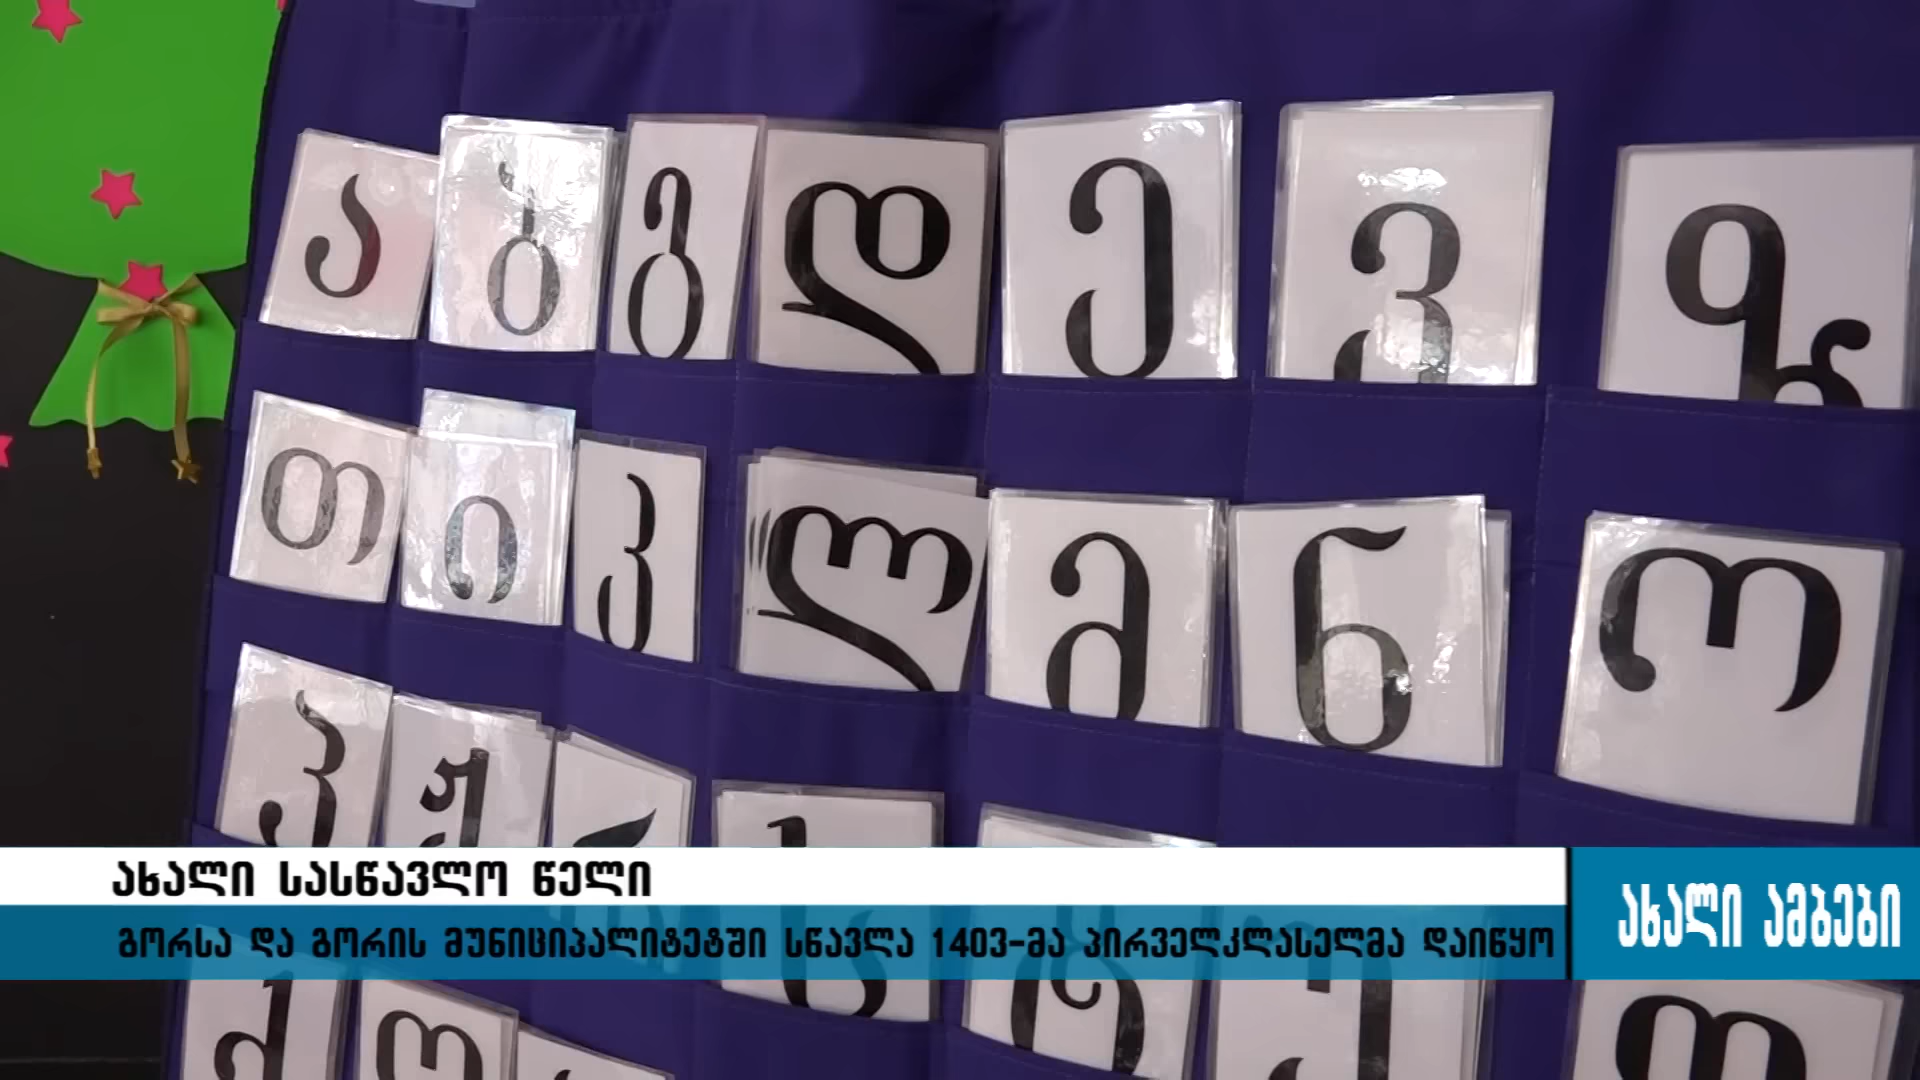 ა ბ გ დ ე ვ ზ
თ ი კ ლ მ ნ ო
პ ჟ რ ს ტ
ახალი სასწავლო წელი
გორსა და გორის მუნიციპალიტეტში სწავლა 1403-მა პირველკლასელმა დაიწყო
ახალი ამბები